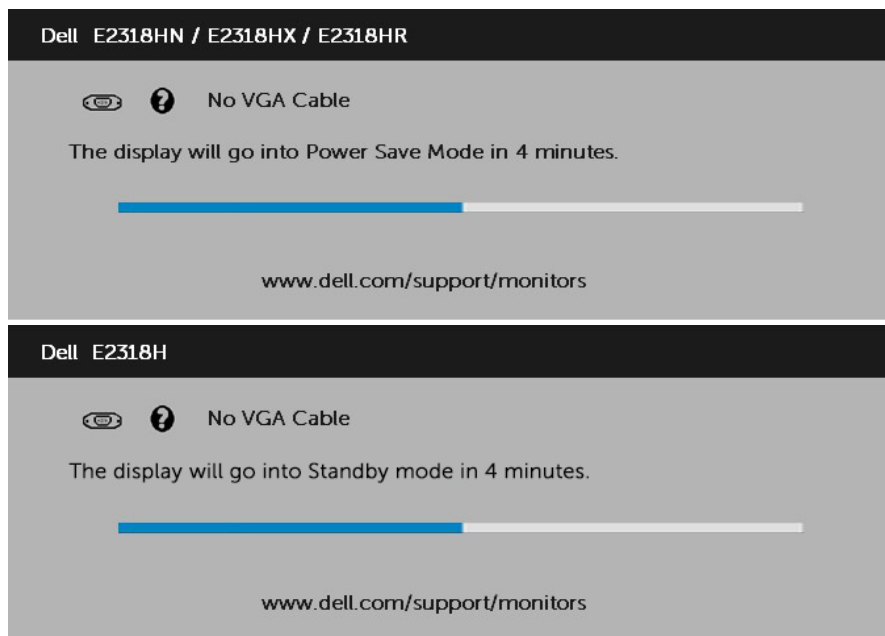 Dell E2318HN / E2318HX / E2318HR
No VGA Cable
The display will go into Power Save Mode in 4 minutes.
www.dell.com/support/monitors
Dell E2318H
No VGA Cable
The display will go into Standby mode in 4 minutes.
www.dell.com/support/monitors